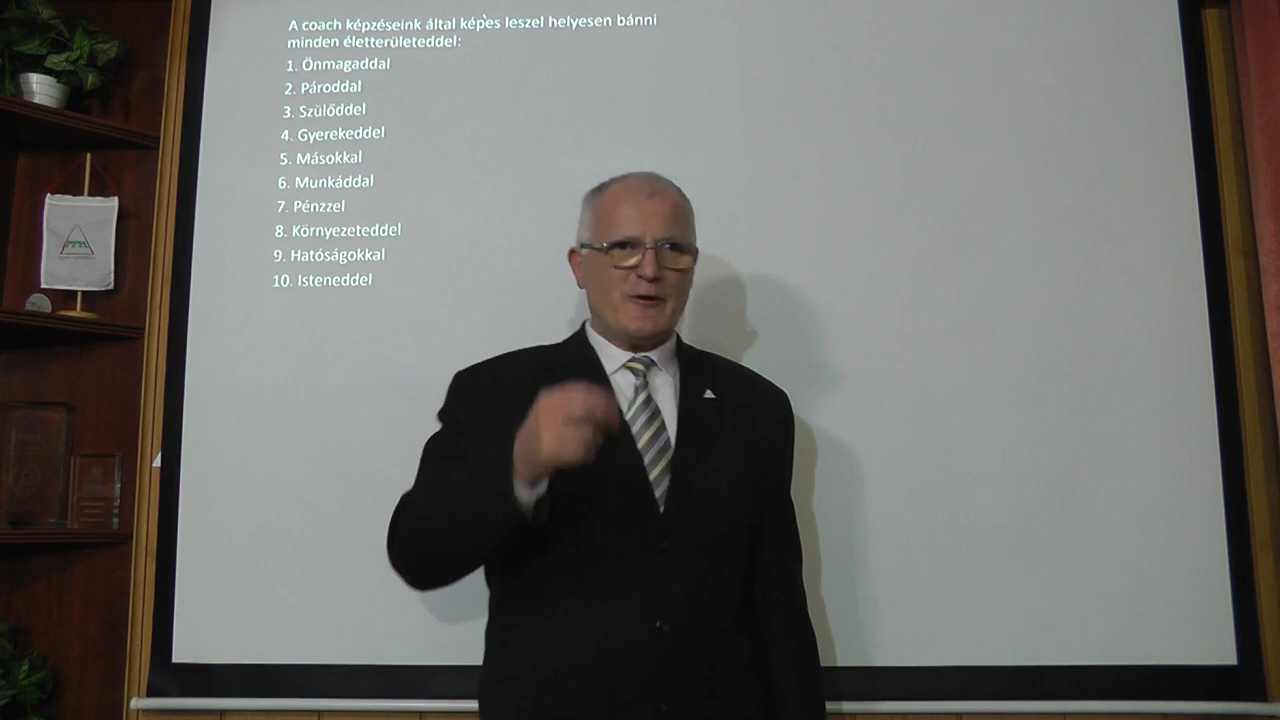 A coach képzéseink által képes leszel helyesen bánni
minden életterületeddel:
1. Önmagaddal
2. Pároddal
3. Szülőddel
4. Gyerekeddel
5. Másokkal
6. Munkáddal
7. Pénzzel
8. Környezeteddel
9. Hatóságokkal
10. Isteneddel